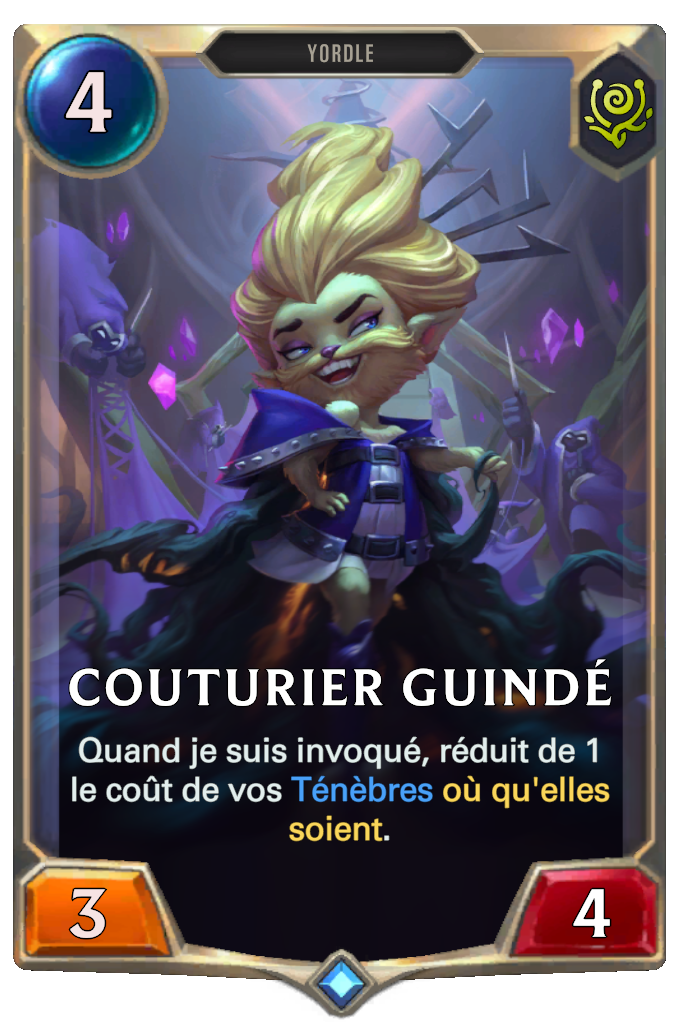 4
YORDLE
COUTURIER GUINDÉ
Quand je suis invoqué, réduit de 1
le coût de vos Ténèbres où qu'elles
soient.
3
4